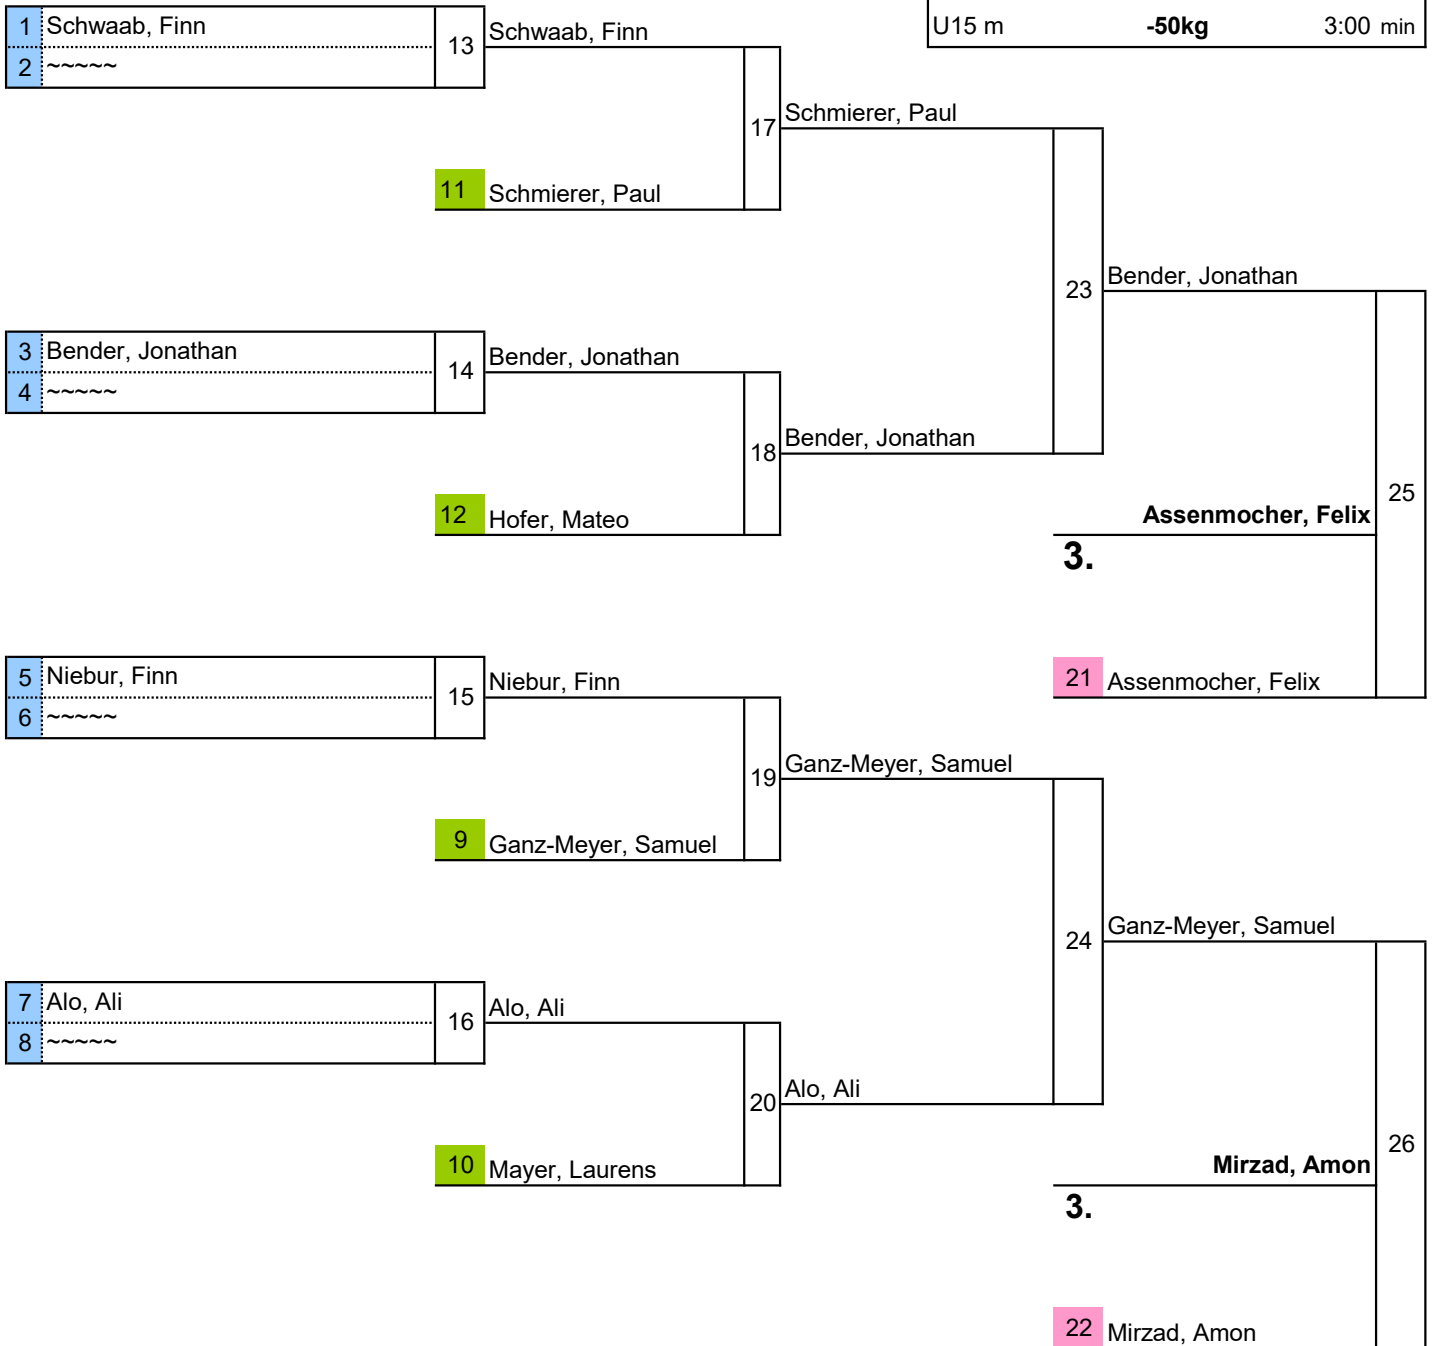 1 Schwaab, Finn
2 ~~~~~
13 Schwaab, Finn
U15 m -50kg 3:00 min
17 Schmierer, Paul
11 Schmierer, Paul
23 Bender, Jonathan
3 Bender, Jonathan
4 ~~~~~
14 Bender, Jonathan
18 Bender, Jonathan
12 Hofer, Mateo
25
Assenmocher, Felix
3.
5 Niebur, Finn
6 ~~~~~
15 Niebur, Finn
21 Assenmocher, Felix
19 Ganz-Meyer, Samuel
9 Ganz-Meyer, Samuel
24 Ganz-Meyer, Samuel
7 Alo, Ali
8 ~~~~~
16 Alo, Ali
20 Alo, Ali
10 Mayer, Laurens
26
Mirzad, Amon
3.
22 Mirzad, Amon